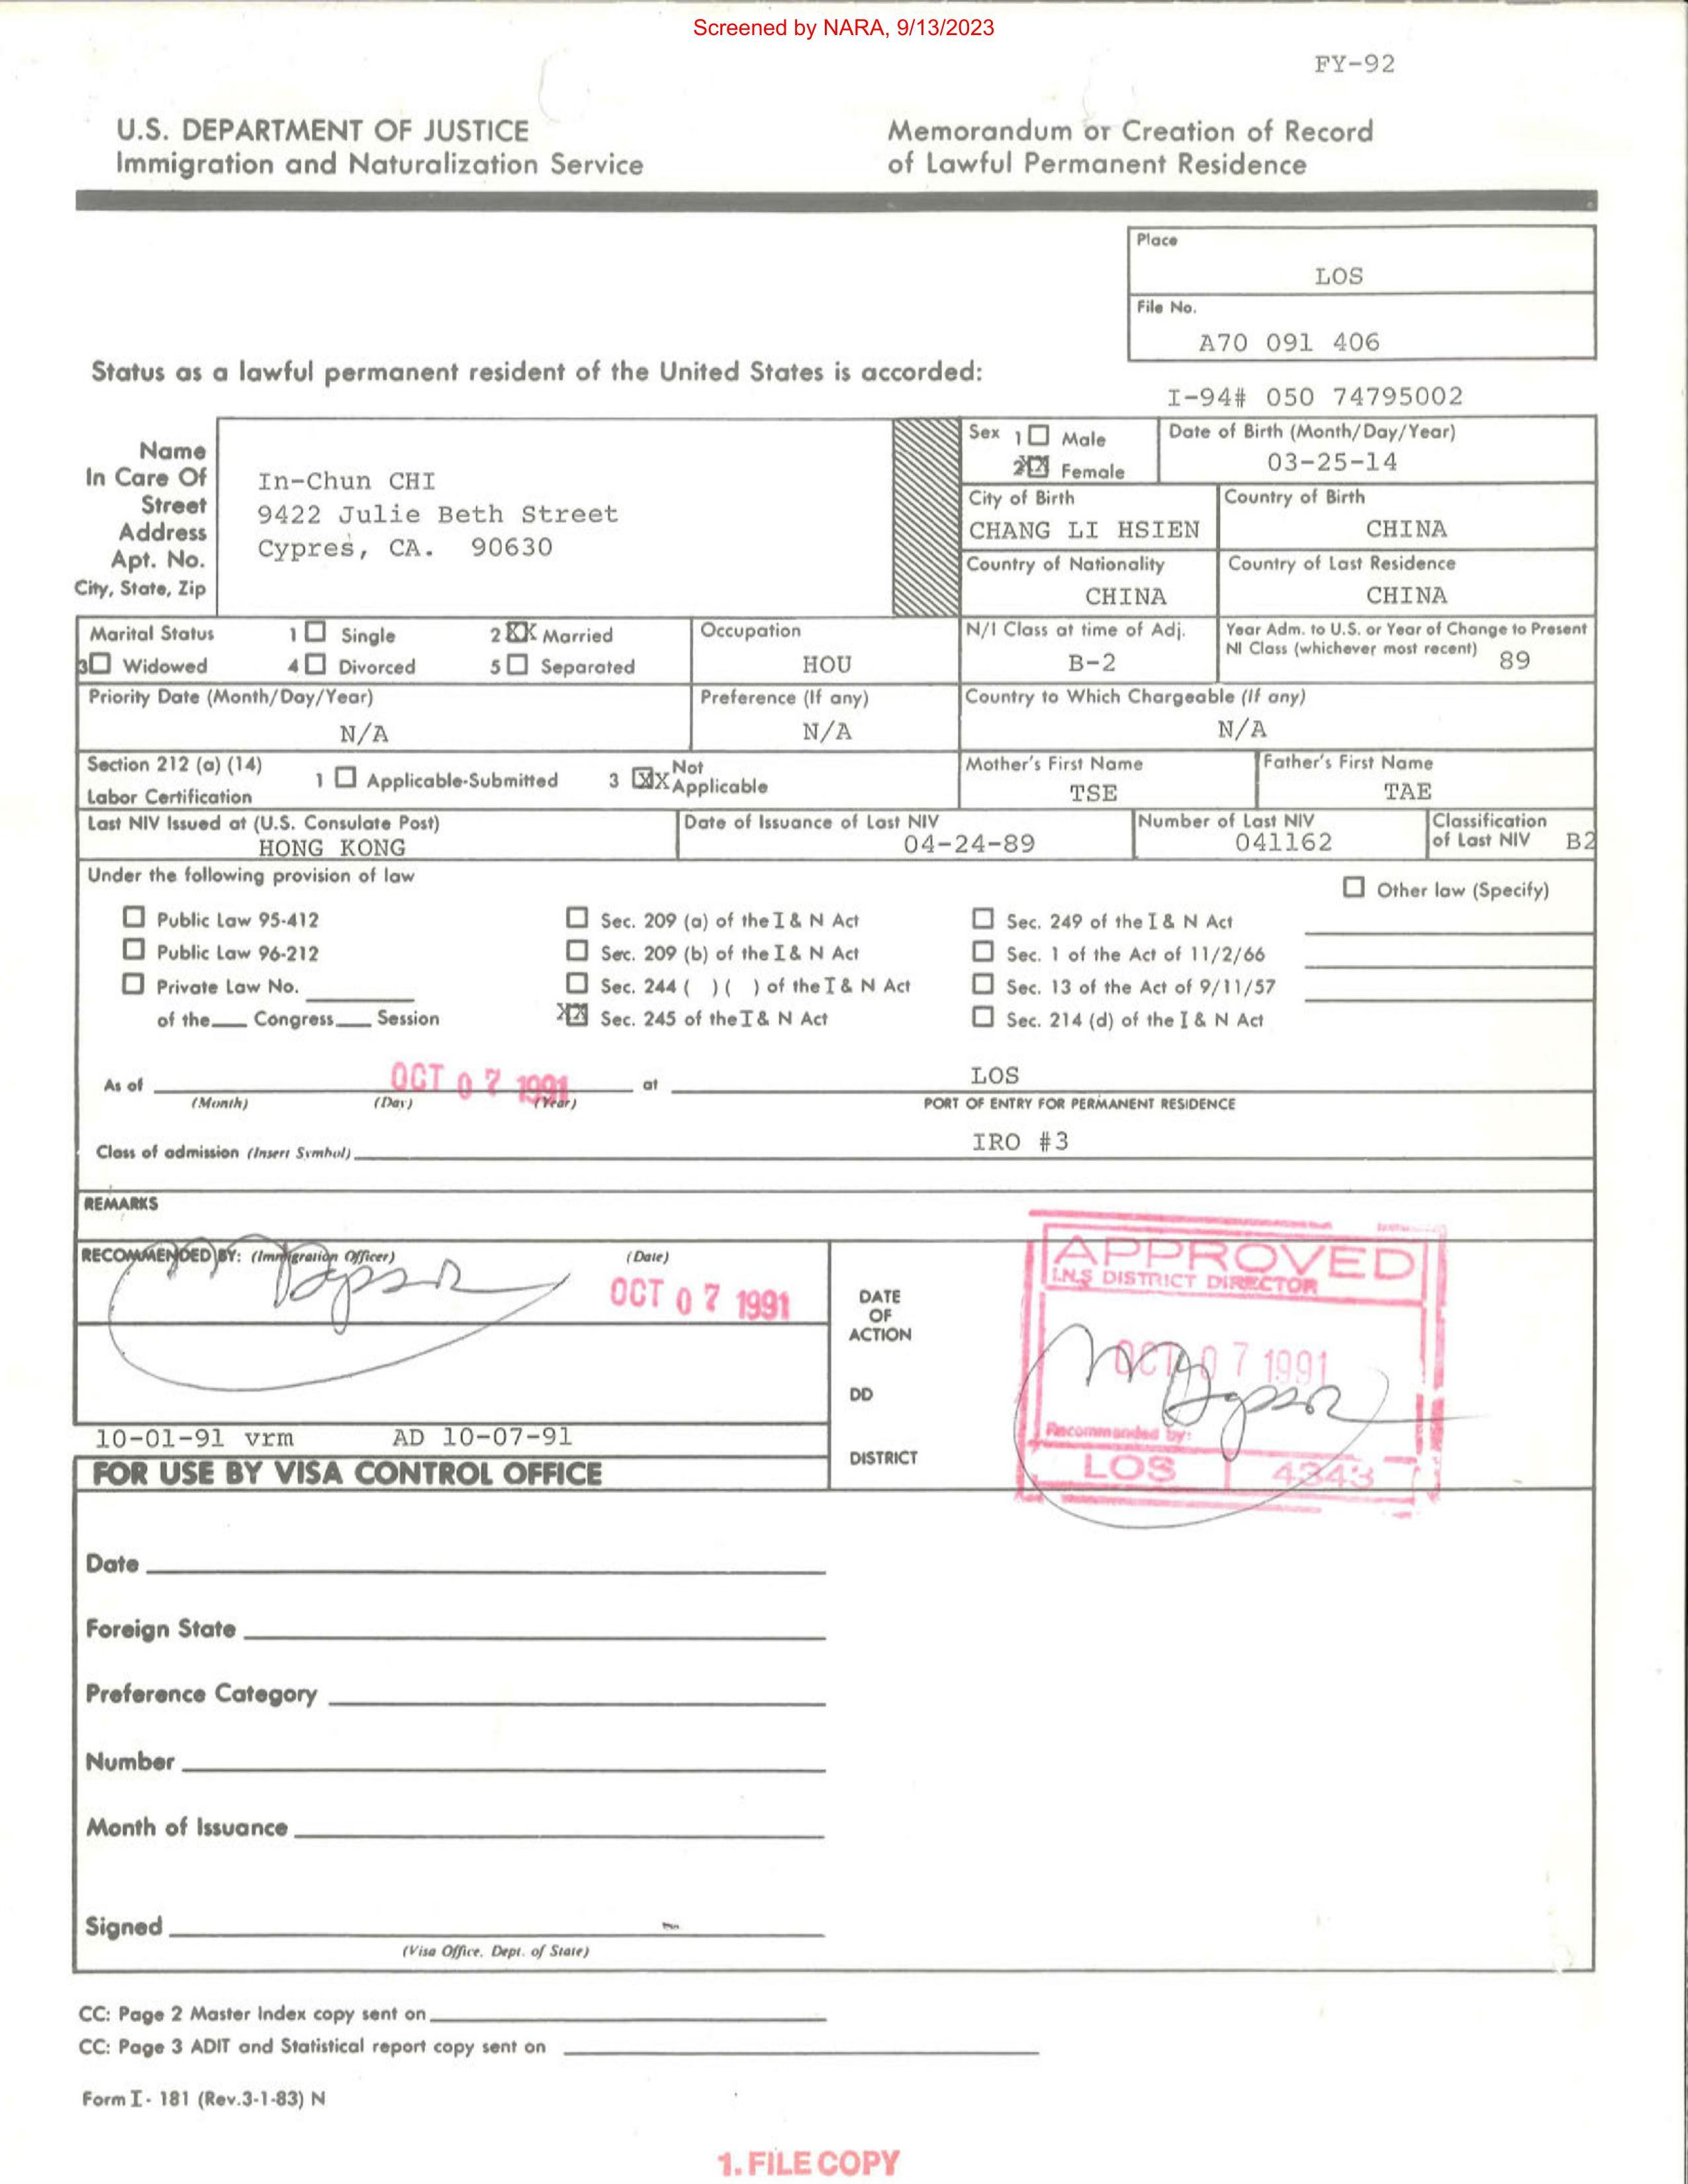 Screened by NARA, 9/13/2023
FY-92
U.S. DEPARTMENT OF JUSTICE
Immigration and Naturalization Service
Memorandum or Creation of Record
of Lawful Permanent Residence
Place
LOS
File No.
A70 091 406
Status as a lawful permanent resident of the United States is accorded:
I-94# 050 74795002
Name
In Care Of
Street
Address
Apt. No.
City, State, Zip
In-Chun CHI
9422 Julie Beth Street
Cypres, CA. 90630
Sex 1 Male
2 XX Female
Date of Birth (Month/Day/Year)
03-25-14
City of Birth
CHANG LI HSIEN
Country of Birth
CHINA
Country of Nationality
CHINA
Country of Last Residence
CHINA
Marital Status 1 Single 2 XX Married
3 Widowed 4 Divorced 5 Separated
Occupation
HOU
N/I Class at time of Adj.
B-2
Year Adm. to U.S. or Year of Change to Present
NI Class (whichever most recent) 89
Priority Date (Month/Day/Year)
N/A
Preference (If any)
N/A
Country to Which Chargeable (If any)
N/A
Section 212 (a) (14)
Labor Certification
1 Applicable-Submitted 3 XX Not Applicable
Mother's First Name
TSE
Father's First Name
TAE
Last NIV Issued at (U.S. Consulate Post)
HONG KONG
Date of Issuance of Last NIV
04-24-89
Number of Last NIV
041162
Classification
of Last NIV B2
Under the following provision of law
Other law (Specify)
Public Law 95-412 Sec. 209 (a) of the I & N Act Sec. 249 of the I & N Act
Public Law 96-212 Sec. 209 (b) of the I & N Act Sec. 1 of the Act of 11/2/66
Private Law No. Sec. 244 ( ) ( ) of the I & N Act Sec. 13 of the Act of 9/11/57
of the Congress Session XX Sec. 245 of the I & N Act Sec. 214 (d) of the I & N Act
As of OCT 07 1991 at LOS
(Month) (Day) (Year) PORT OF ENTRY FOR PERMANENT RESIDENCE
Class of admission (Insert Symbol) IRO #3
REMARKS
RECOMMENDED BY: (Immigration Officer) (Date)
OCT 07 1991
DATE
OF
ACTION
DD
DISTRICT
APPROVED
I.N.S DISTRICT DIRECTOR
OCT 07 1991
Recommended by:
LOS 4343
10-01-91 vrm AD 10-07-91
FOR USE BY VISA CONTROL OFFICE
Date
Foreign State
Preference Category
Number
Month of Issuance
Signed
(Visa Office, Dept. of State)
CC: Page 2 Master Index copy sent on
CC: Page 3 ADIT and Statistical report copy sent on
Form I- 181 (Rev.3-1-83) N
1. FILE COPY